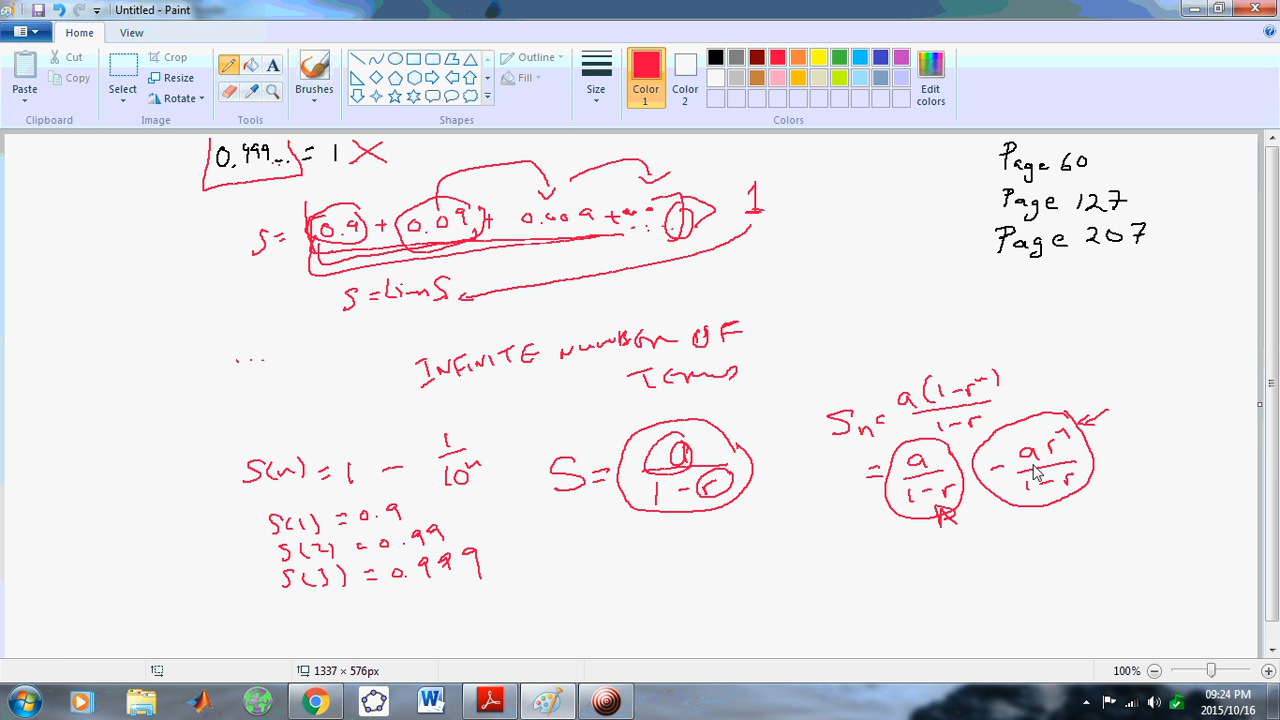 Untitled - Paint
Home
View
Paste
Cut
Copy
Clipboard
Select
Crop
Resize
Rotate
Image
Tools
Brushes
Outline
Fill
Shapes
Size
Color 1
Color 2
Edit colors
Colors
0.999... = 1 X
Page 60
Page 127
Page 207
S = 0.9 + 0.09 + 0.009 + ... 1
S = Lim S
...
INFINITE NUMBER OF
Terms
S(n) = 1 - 1/10^n
S(1) = 0.9
S(2) = 0.99
S(3) = 0.999
S = a/(1 - r)
Sn = a(1-r^n)/(1-r)
= a/(1-r) - ar^n/(1-r)
1337 × 576px
100%
09:24 PM
2015/10/16